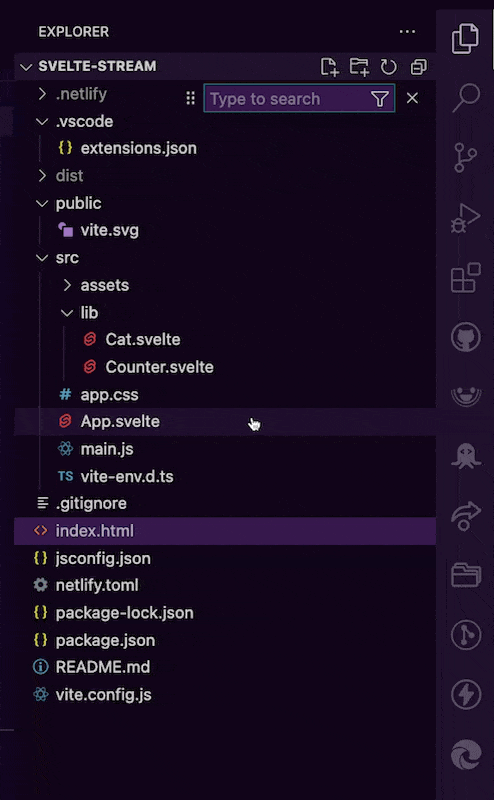 EXPLORER
SVELTE-STREAM
.netlify
Type to search
.vscode
{} extensions.json
dist
public
vite.svg
src
assets
lib
Cat.svelte
Counter.svelte
# app.css
App.svelte
main.js
TS vite-env.d.ts
.gitignore
<> index.html
{} jsconfig.json
netlify.toml
{} package-lock.json
{} package.json
README.md
vite.config.js